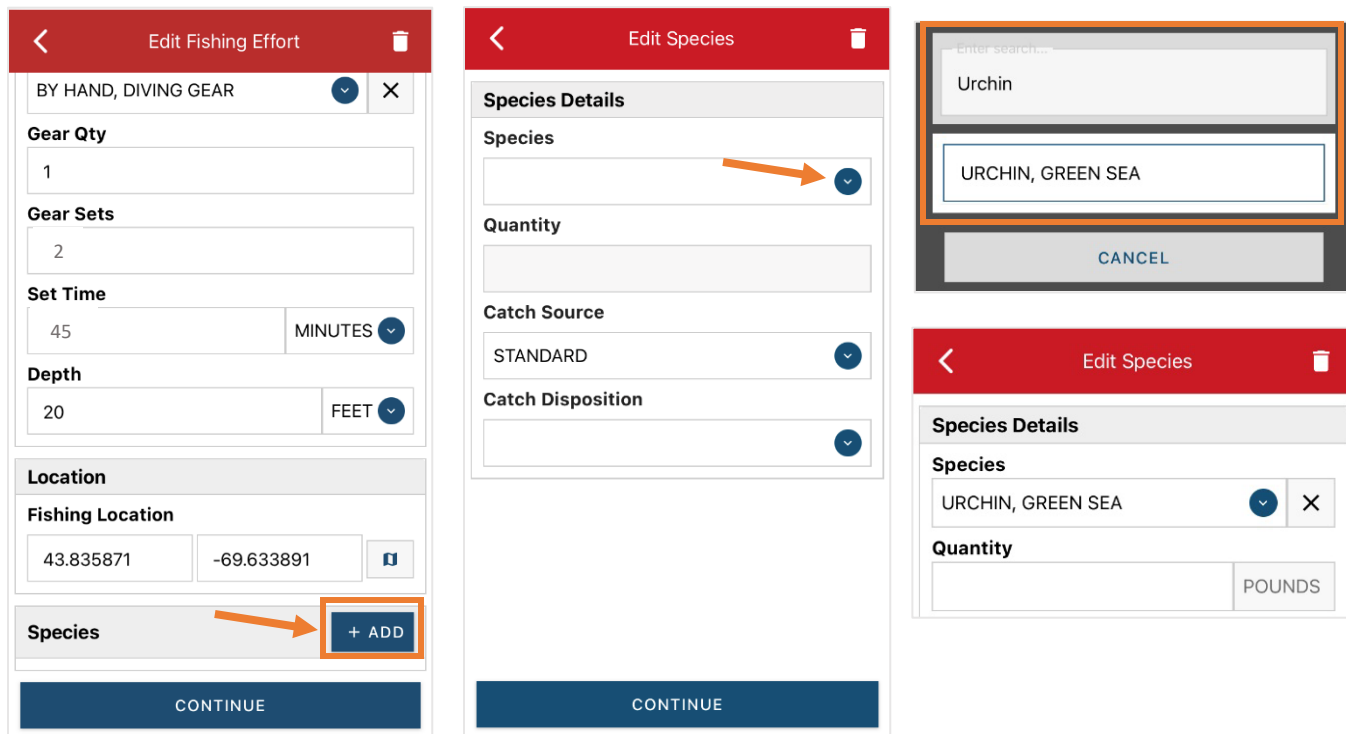 Edit Fishing Effort
BY HAND, DIVING GEAR
Gear Qty
1
Gear Sets
2
Set Time
45 MINUTES
Depth
20 FEET
Location
Fishing Location
43.835871 -69.633891
Species + ADD
CONTINUE
Edit Species
Species Details
Species
Quantity
Catch Source
STANDARD
Catch Disposition
CONTINUE
Enter search...
Urchin
URCHIN, GREEN SEA
CANCEL
Edit Species
Species Details
Species
URCHIN, GREEN SEA
Quantity
POUNDS